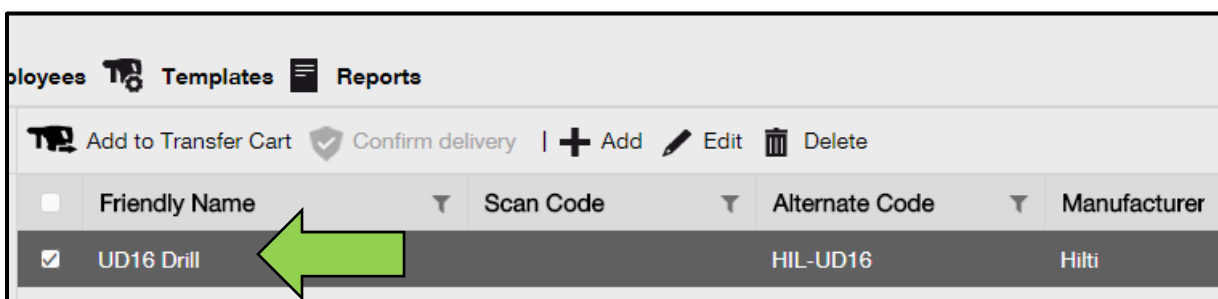 ployees Templates Reports
Add to Transfer Cart Confirm delivery | Add Edit Delete
Friendly Name Scan Code Alternate Code Manufacturer
UD16 Drill HIL-UD16 Hilti